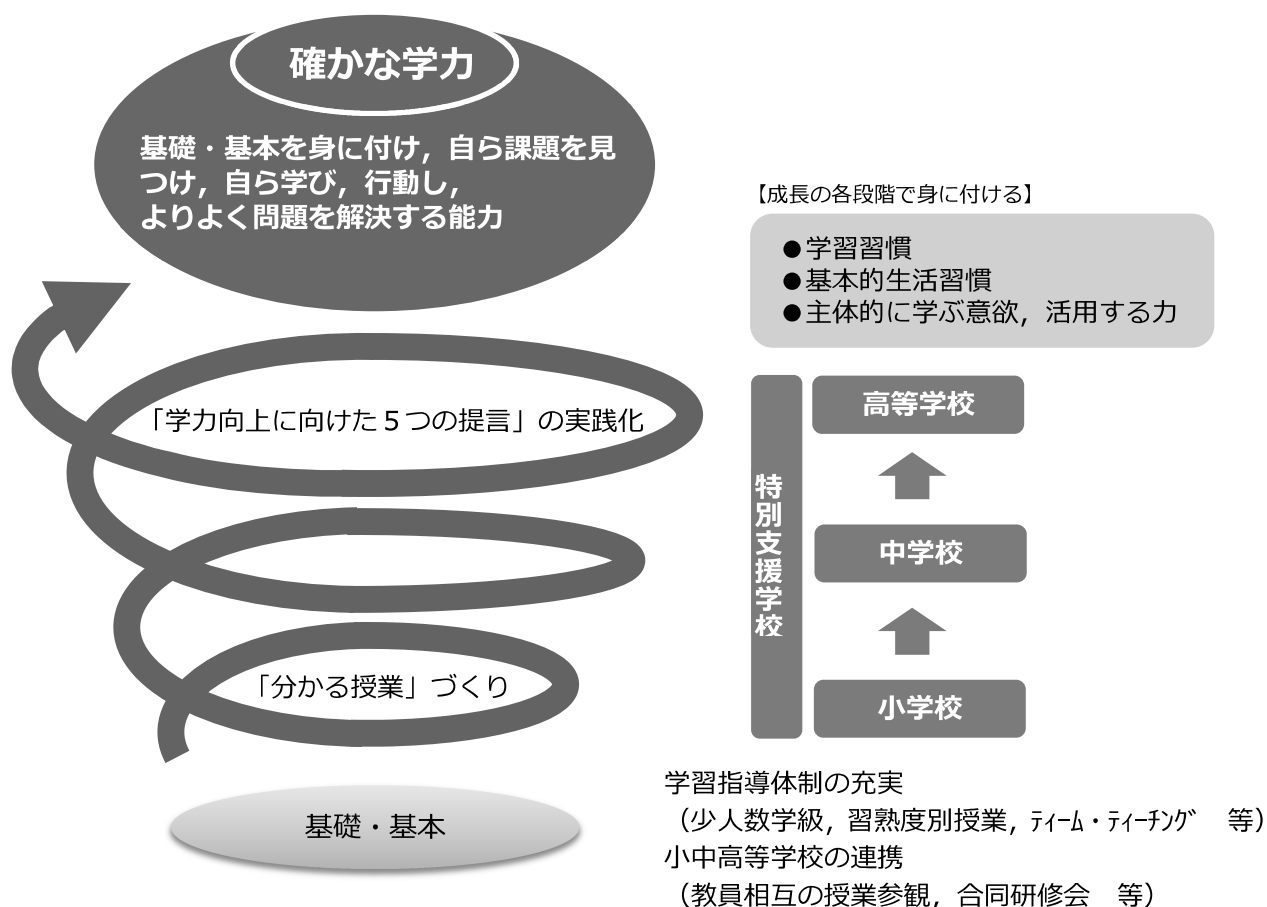 確かな学力
基礎・基本を身に付け，自ら課題を見
つけ，自ら学び，行動し，
よりよく問題を解決する能力
「学力向上に向けた５つの提言」の実践化
「分かる授業」づくり
基礎・基本
【成長の各段階で身に付ける】
●学習習慣
●基本的生活習慣
●主体的に学ぶ意欲，活用する力
特別支援学校
高等学校
中学校
小学校
学習指導体制の充実
（少人数学級，習熟度別授業，ﾃｨｰﾑ・ﾃｨｰﾁﾝｸﾞ　等）
小中高等学校の連携
（教員相互の授業参観，合同研修会　等）